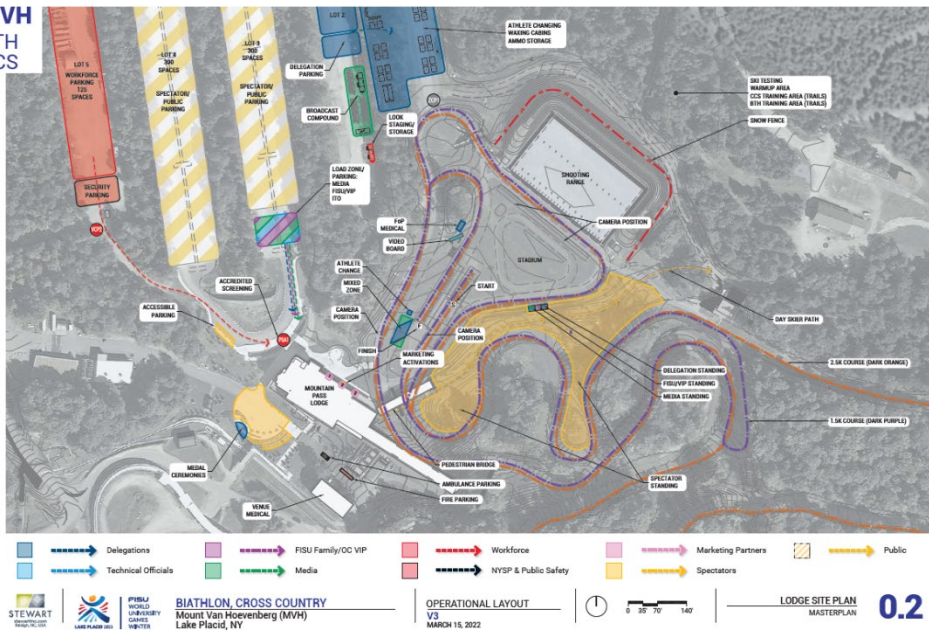 VH
TH
CS
LOT 5
WORKFORCE
PARKING
125
SPACES
SECURITY
PARKING
VCP2
LOT 4
300
SPACES
SPECTATOR/
PUBLIC
PARKING
LOT 3
300
SPACES
SPECTATOR/
PUBLIC
PARKING
LOT 2
DELEGATION
PARKING
BROADCAST
COMPOUND
ATHLETE CHANGING
WAXING CABINS
AMMO STORAGE
LOOK
STAGING/
STORAGE
LOAD ZONE/
PARKING:
MEDIA
FISU/VIP
ITO
SKI TESTING
WARMUP AREA
CCS TRAINING AREA (TRAILS)
BTH TRAINING AREA (TRAILS)
SNOW FENCE
SHOOTING
RANGE
FoP
MEDICAL
VIDEO
BOARD
CAMERA POSITION
STADIUM
ATHLETE
CHANGE
MIXED
ZONE
START
CAMERA
POSITION
CAMERA
POSITION
FINISH
MARKETING
ACTIVATIONS
ACCREDITED
SCREENING
ACCESSIBLE
PARKING
PSA1
MOUNTAIN
PASS
LODGE
DAY SKIER PATH
2.5K COURSE (DARK ORANGE)
DELEGATION STANDING
FISU/VIP STANDING
MEDIA STANDING
1.5K COURSE (DARK PURPLE)
MEDAL
CEREMONIES
PEDESTRIAN BRIDGE
AMBULANCE PARKING
FIRE PARKING
SPECTATOR
STANDING
VENUE
MEDICAL
Delegations
FISU Family/OC VIP
Workforce
Marketing Partners
Public
Technical Officials
Media
NYSP & Public Safety
Spectators
STEWART
LAKE PLACID 2023
FISU
WORLD
UNIVERSITY
GAMES
WINTER
BIATHLON, CROSS COUNTRY
Mount Van Hoevenberg (MVH)
Lake Placid, NY
OPERATIONAL LAYOUT
V3
MARCH 15, 2022
0 35' 70' 140'
LODGE SITE PLAN
MASTERPLAN
0.2